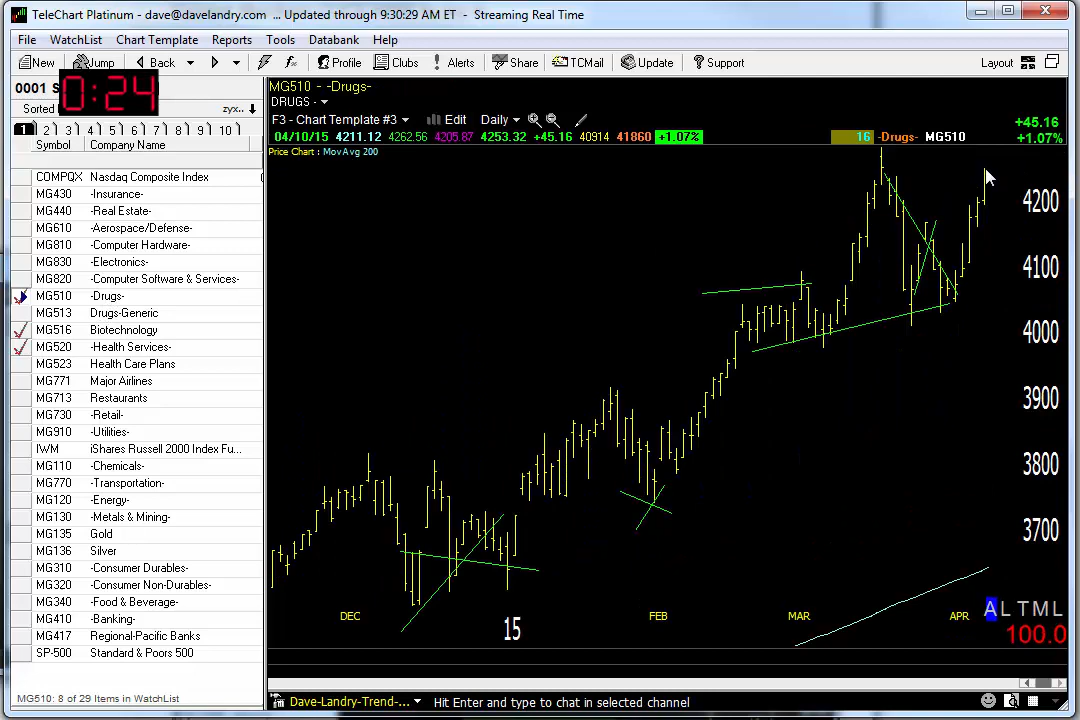 TeleChart Platinum - dave@davelandry.com ... Updated through 9:30:29 AM ET - Streaming Real Time
File WatchList Chart Template Reports Tools Databank Help
New Jump Back Profile Clubs Alerts Share TCMail Update Support Layout
0001 S
0:24
Sorted zyx..
1 2 3 4 5 6 7 8 9 10
Symbol Company Name
COMPQX Nasdaq Composite Index
MG430 -Insurance-
MG440 -Real Estate-
MG610 -Aerospace/Defense-
MG810 -Computer Hardware-
MG830 -Electronics-
MG820 -Computer Software & Services-
MG510 -Drugs-
MG513 Drugs-Generic
MG516 Biotechnology
MG520 -Health Services-
MG523 Health Care Plans
MG771 Major Airlines
MG713 Restaurants
MG730 -Retail-
MG910 -Utilities-
IWM iShares Russell 2000 Index Fu...
MG110 -Chemicals-
MG770 -Transportation-
MG120 -Energy-
MG130 -Metals & Mining-
MG135 Gold
MG136 Silver
MG310 -Consumer Durables-
MG320 -Consumer Non-Durables-
MG340 -Food & Beverage-
MG410 -Banking-
MG417 Regional-Pacific Banks
SP-500 Standard & Poors 500
MG510: 8 of 29 Items in WatchList
MG510 - -Drugs-
DRUGS -
F3 - Chart Template #3 Edit Daily
04/10/15 4211.12 4262.56 4205.87 4253.32 +45.16 40914 41860 +1.07%
16 -Drugs- MG510
+45.16
+1.07%
Price Chart : MovAvg 200
4200
4100
4000
3900
3800
3700
DEC 15 FEB MAR APR
A L T M L
100.0
Dave-Landry-Trend-... Hit Enter and type to chat in selected channel